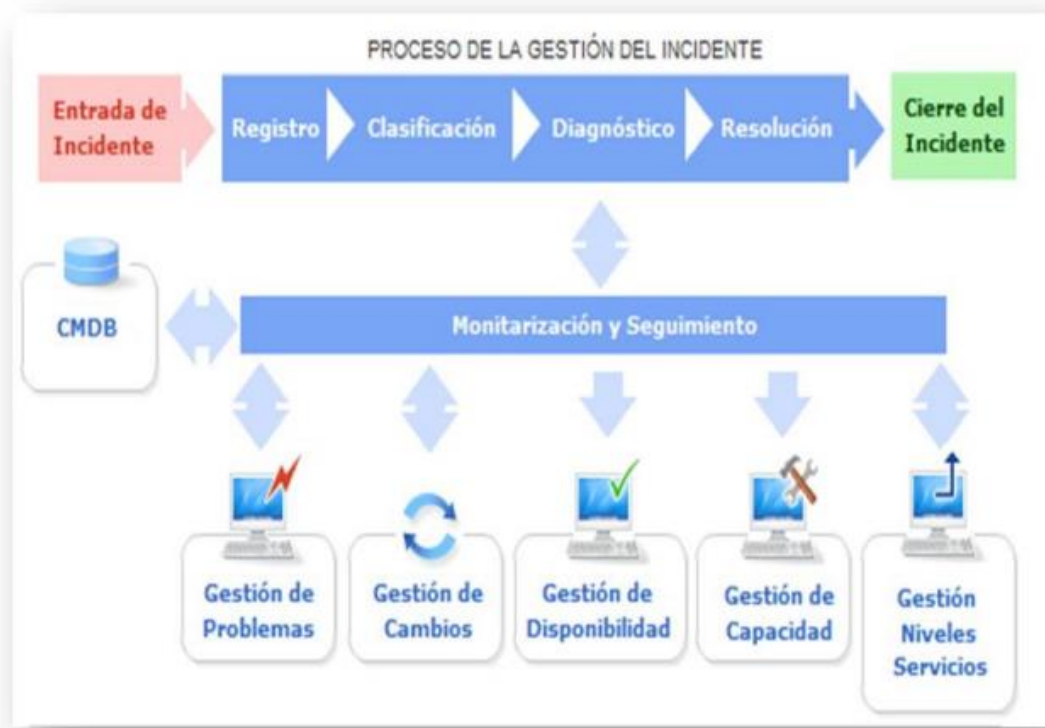 PROCESO DE LA GESTIÓN DEL INCIDENTE
Entrada de
Incidente
Registro
Clasificación
Diagnóstico
Resolución
Cierre del
Incidente
CMDB
Monitarización y Seguimiento
Gestión de
Problemas
Gestión de
Cambios
Gestión de
Disponibilidad
Gestión de
Capacidad
Gestión
Niveles
Servicios